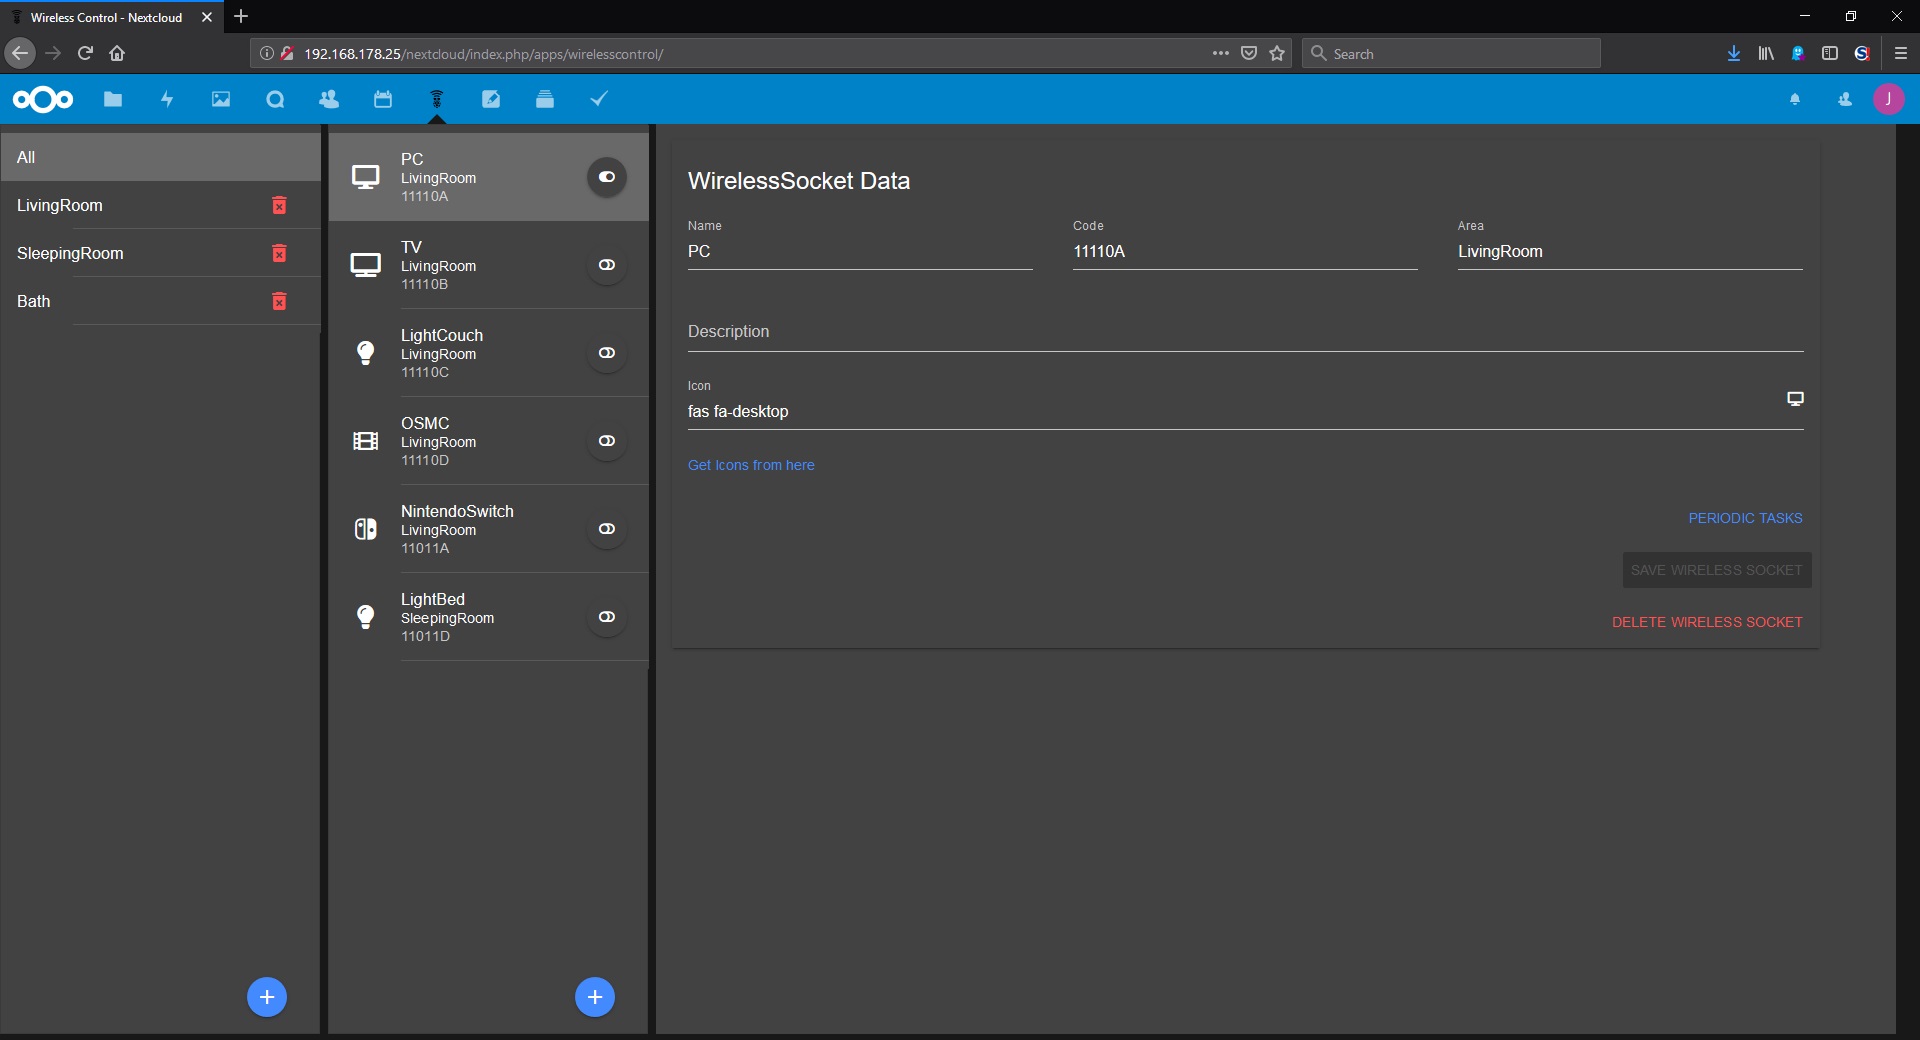 Wireless Control - Nextcloud
192.168.178.25/nextcloud/index.php/apps/wirelesscontrol/
Search
J
All
LivingRoom
SleepingRoom
Bath
PC
LivingRoom
11110A
TV
LivingRoom
11110B
LightCouch
LivingRoom
11110C
OSMC
LivingRoom
11110D
NintendoSwitch
LivingRoom
11011A
LightBed
SleepingRoom
11011D
WirelessSocket Data
Name
PC
Code
11110A
Area
LivingRoom
Description
Icon
fas fa-desktop
Get Icons from here
PERIODIC TASKS
SAVE WIRELESS SOCKET
DELETE WIRELESS SOCKET